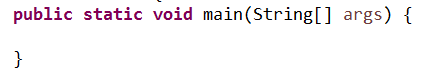 public static void main(String[] args) {
}